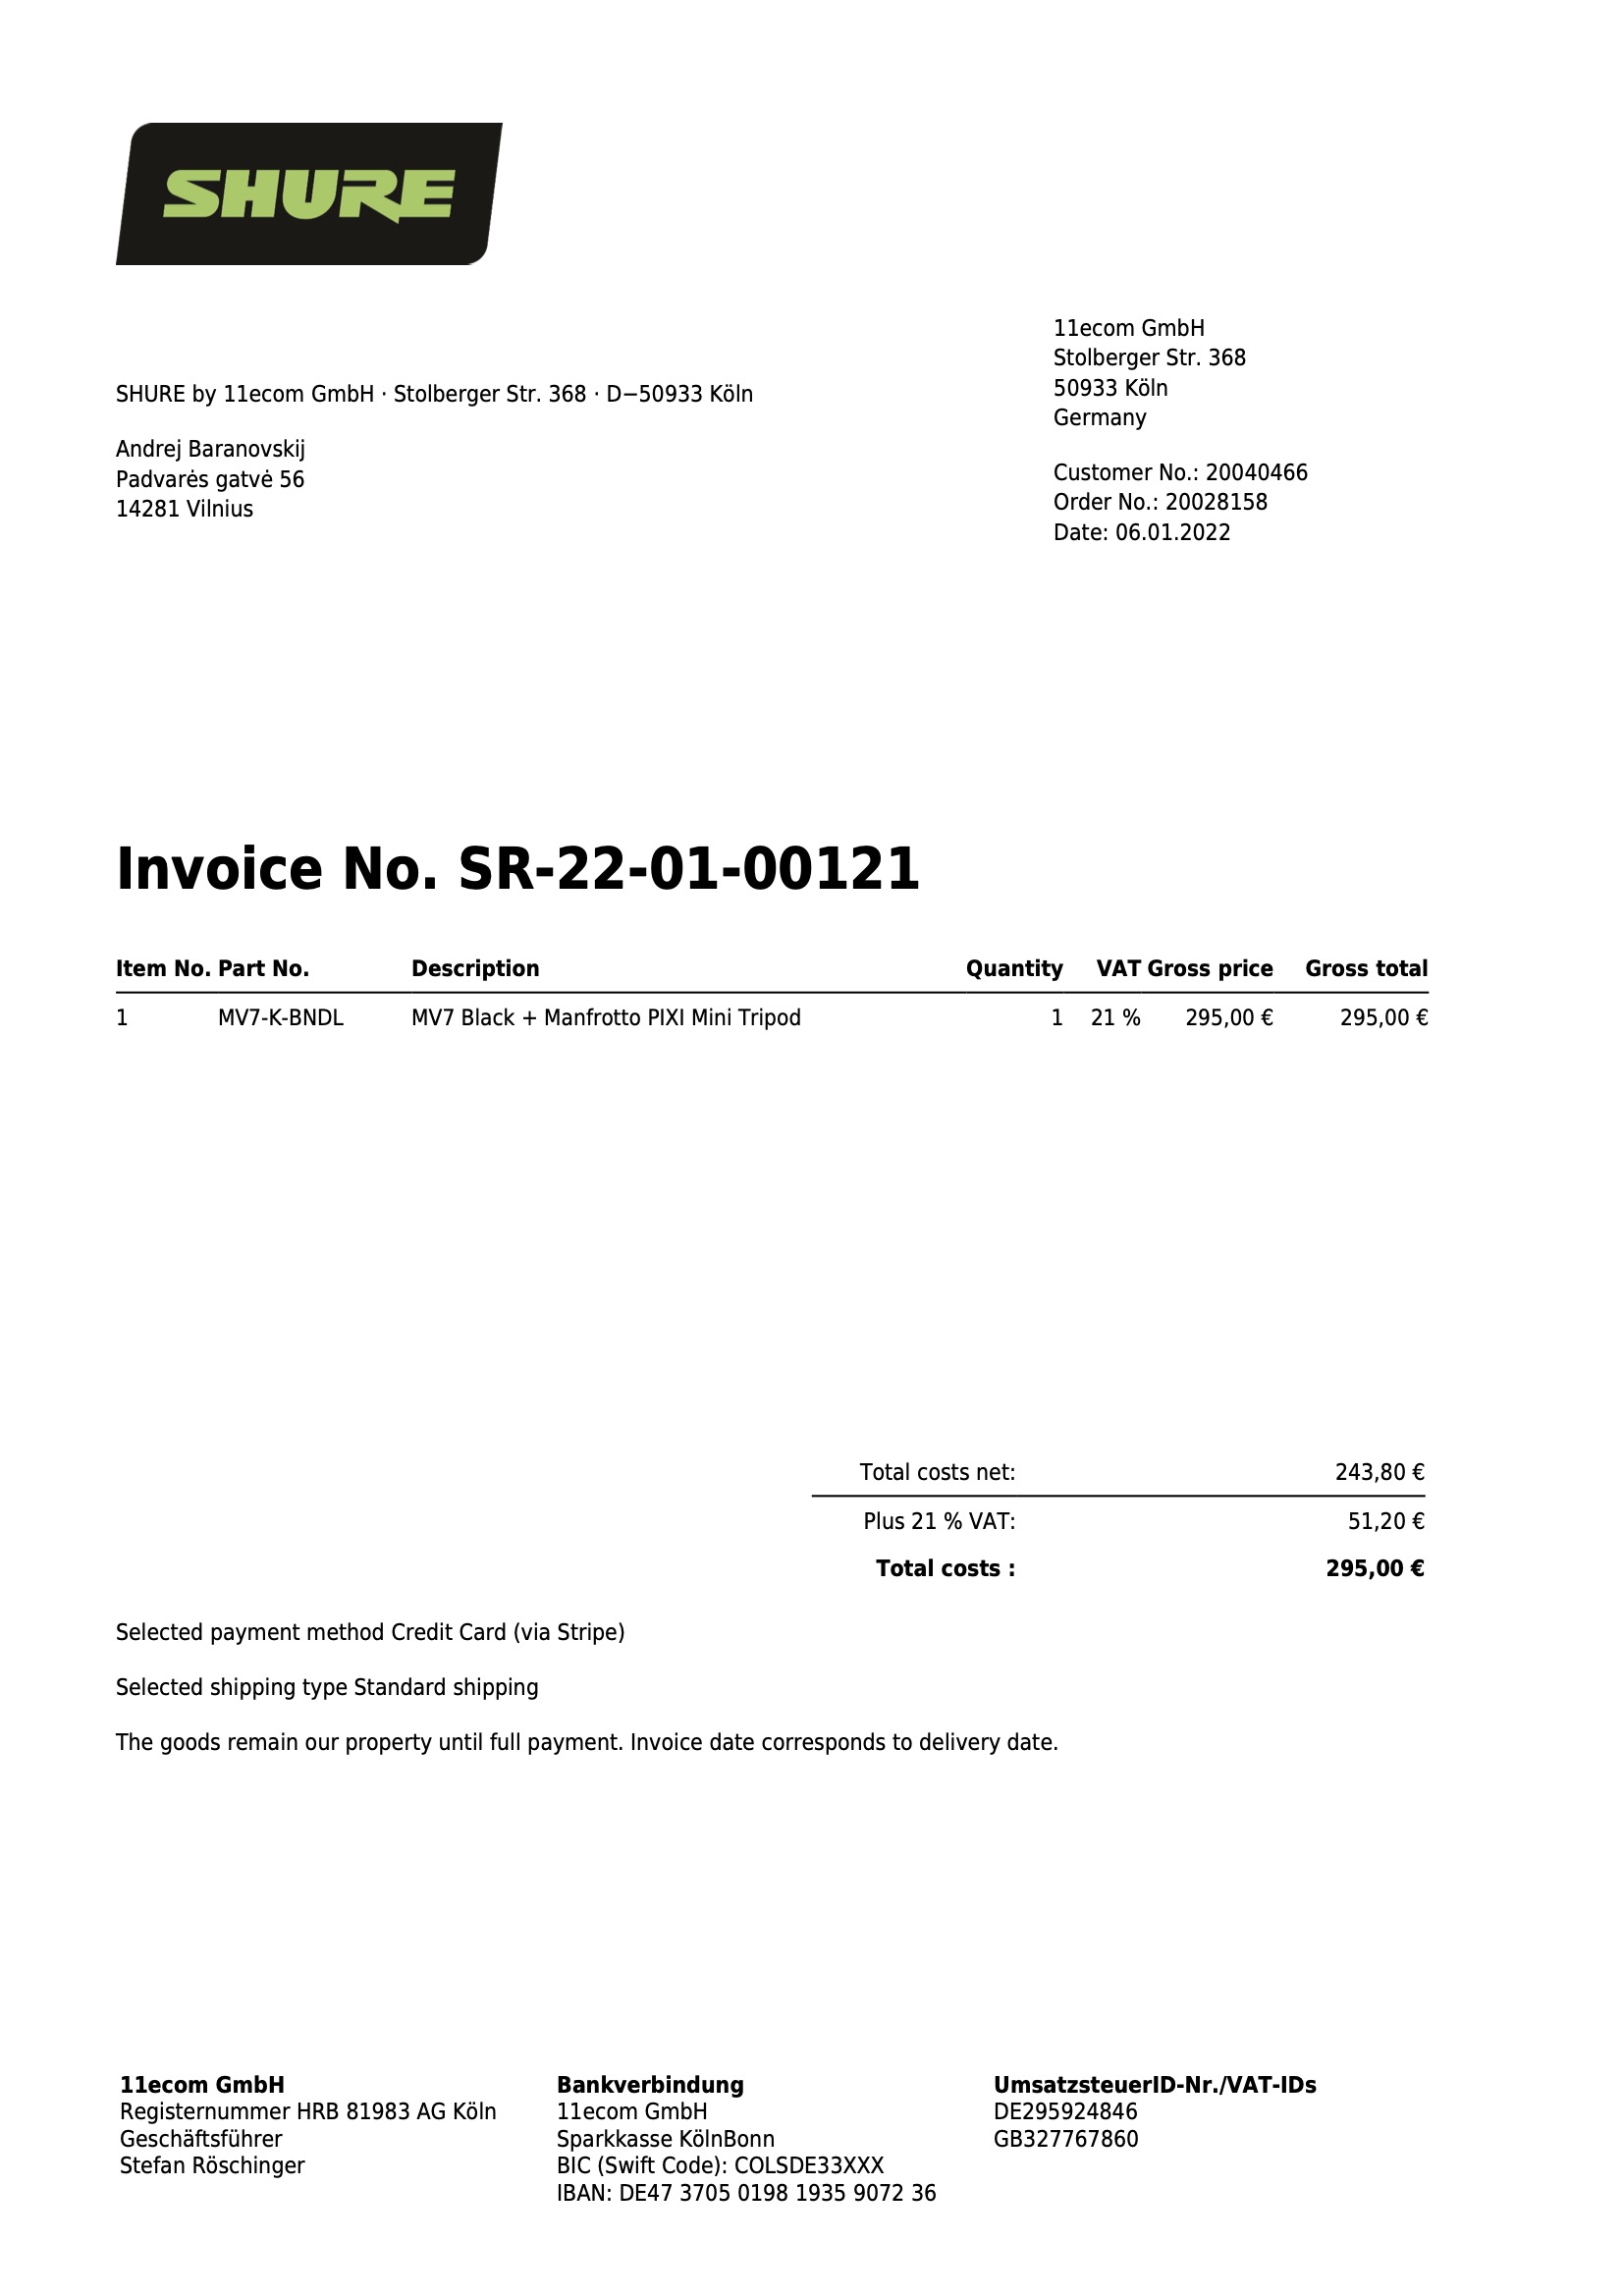 SHURE
11ecom GmbH
Stolberger Str. 368
50933 Köln
Germany
SHURE by 11ecom GmbH · Stolberger Str. 368 · D−50933 Köln
Andrej Baranovskij
Padvarės gatvė 56
14281 Vilnius
Customer No.: 20040466
Order No.: 20028158
Date: 06.01.2022
Invoice No. SR-22-01-00121
Item No. Part No. Description Quantity VAT Gross price Gross total
1 MV7-K-BNDL MV7 Black + Manfrotto PIXI Mini Tripod 1 21 % 295,00 € 295,00 €
Total costs net: 243,80 €
Plus 21 % VAT: 51,20 €
Total costs : 295,00 €
Selected payment method Credit Card (via Stripe)
Selected shipping type Standard shipping
The goods remain our property until full payment. Invoice date corresponds to delivery date.
11ecom GmbH
Registernummer HRB 81983 AG Köln
Geschäftsführer
Stefan Röschinger
Bankverbindung
11ecom GmbH
Sparkkasse KölnBonn
BIC (Swift Code): COLSDE33XXX
IBAN: DE47 3705 0198 1935 9072 36
UmsatzsteuerID-Nr./VAT-IDs
DE295924846
GB327767860